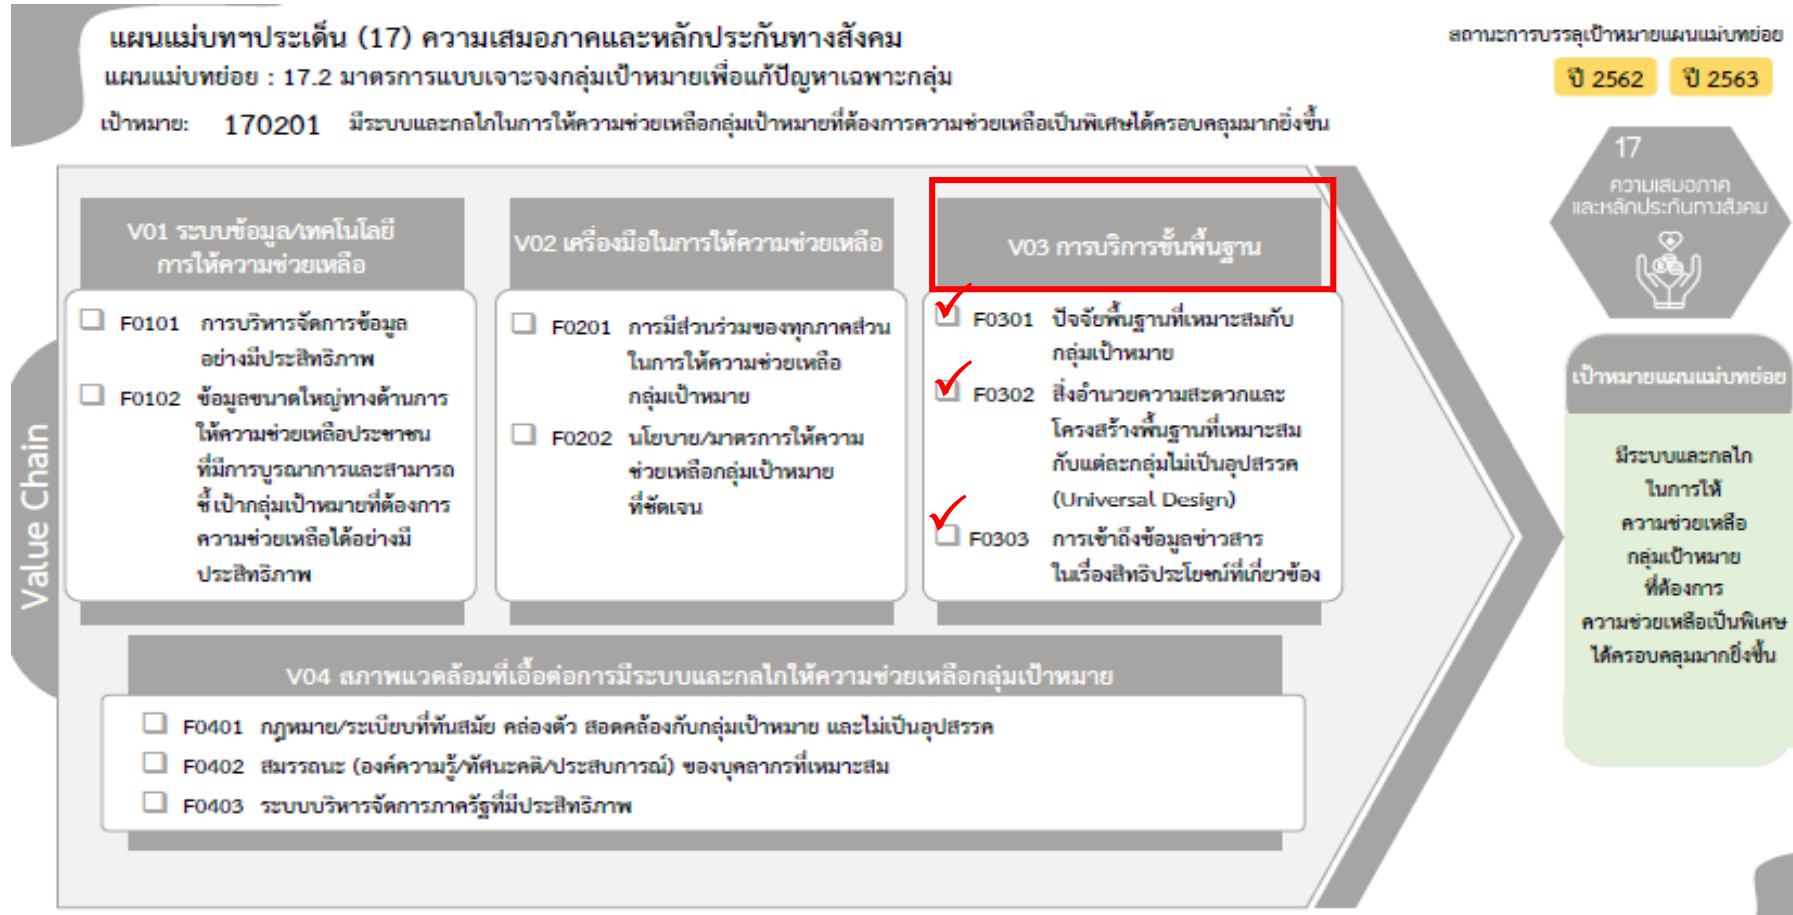 แผนแม่บทฯประเด็น (17) ความเสมอภาคและหลักประกันทางสังคม
แผนแม่บทย่อย : 17.2 มาตรการแบบเจาะจงกลุ่มเป้าหมายเพื่อแก้ปัญหาเฉพาะกลุ่ม
เป้าหมาย: 170201 มีระบบและกลไกในการให้ความช่วยเหลือกลุ่มเป้าหมายที่ต้องการความช่วยเหลือเป็นพิเศษได้ครอบคลุมมากยิ่งขึ้น
สถานะการบรรลุเป้าหมายแผนแม่บทย่อย
ปี 2562 ปี 2563
17
ความเสมอภาค
และหลักประกันทางสังคม
Value Chain
V01 ระบบข้อมูล/เทคโนโลยี
การให้ความช่วยเหลือ
F0101 การบริหารจัดการข้อมูล
อย่างมีประสิทธิภาพ
F0102 ข้อมูลขนาดใหญ่ทางด้านการ
ให้ความช่วยเหลือประชาชน
ที่มีการบูรณาการและสามารถ
ชี้เป้ากลุ่มเป้าหมายที่ต้องการ
ความช่วยเหลือได้อย่างมี
ประสิทธิภาพ
V02 เครื่องมือในการให้ความช่วยเหลือ
F0201 การมีส่วนร่วมของทุกภาคส่วน
ในการให้ความช่วยเหลือ
กลุ่มเป้าหมาย
F0202 นโยบาย/มาตรการให้ความ
ช่วยเหลือกลุ่มเป้าหมาย
ที่ชัดเจน
V03 การบริการขั้นพื้นฐาน
F0301 ปัจจัยพื้นฐานที่เหมาะสมกับ
กลุ่มเป้าหมาย
F0302 สิ่งอำนวยความสะดวกและ
โครงสร้างพื้นฐานที่เหมาะสม
กับแต่ละกลุ่มไม่เป็นอุปสรรค
(Universal Design)
F0303 การเข้าถึงข้อมูลข่าวสาร
ในเรื่องสิทธิประโยชน์ที่เกี่ยวข้อง
V04 สภาพแวดล้อมที่เอื้อต่อการมีระบบและกลไกให้ความช่วยเหลือกลุ่มเป้าหมาย
F0401 กฎหมาย/ระเบียบที่ทันสมัย คล่องตัว สอดคล้องกับกลุ่มเป้าหมาย และไม่เป็นอุปสรรค
F0402 สมรรถนะ (องค์ความรู้/ทัศนะคติ/ประสบการณ์) ของบุคลากรที่เหมาะสม
F0403 ระบบบริหารจัดการภาครัฐที่มีประสิทธิภาพ
เป้าหมายแผนแม่บทย่อย
มีระบบและกลไก
ในการให้
ความช่วยเหลือ
กลุ่มเป้าหมาย
ที่ต้องการ
ความช่วยเหลือเป็นพิเศษ
ได้ครอบคลุมมากยิ่งขึ้น